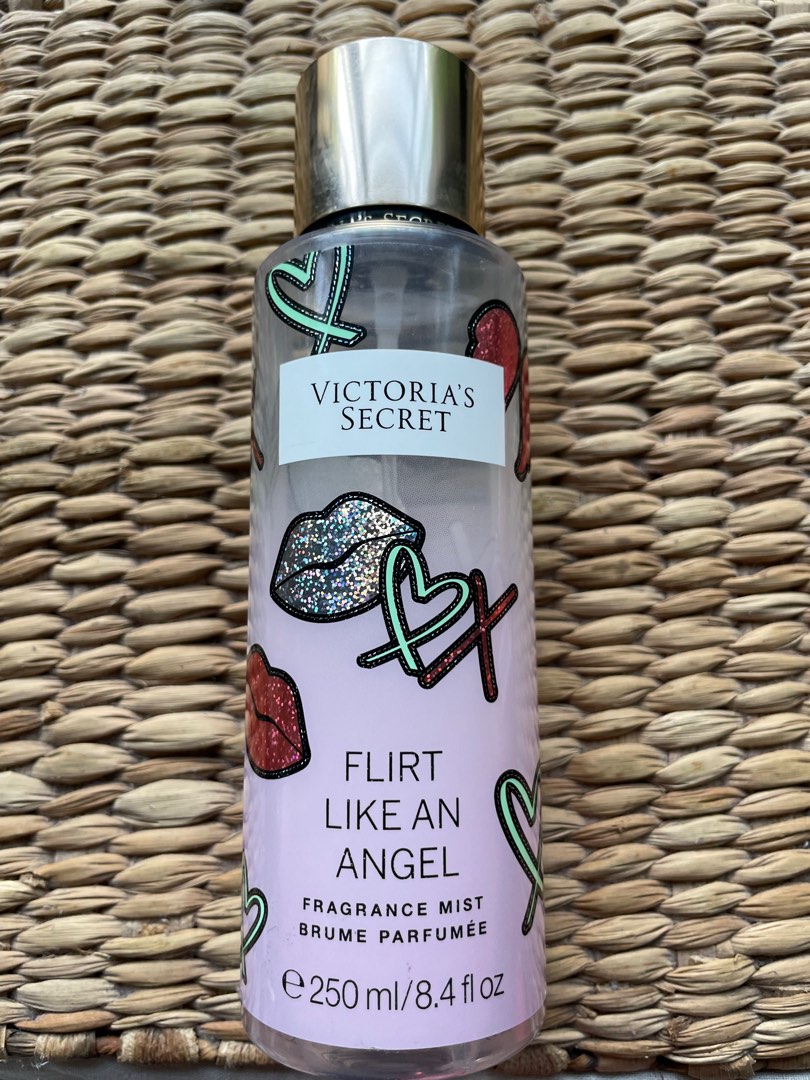 VICTORIA'S
SECRET
FLIRT
LIKE AN
ANGEL
FRAGRANCE MIST
BRUME PARFUMÉE
℮ 250 ml/8.4 fl oz